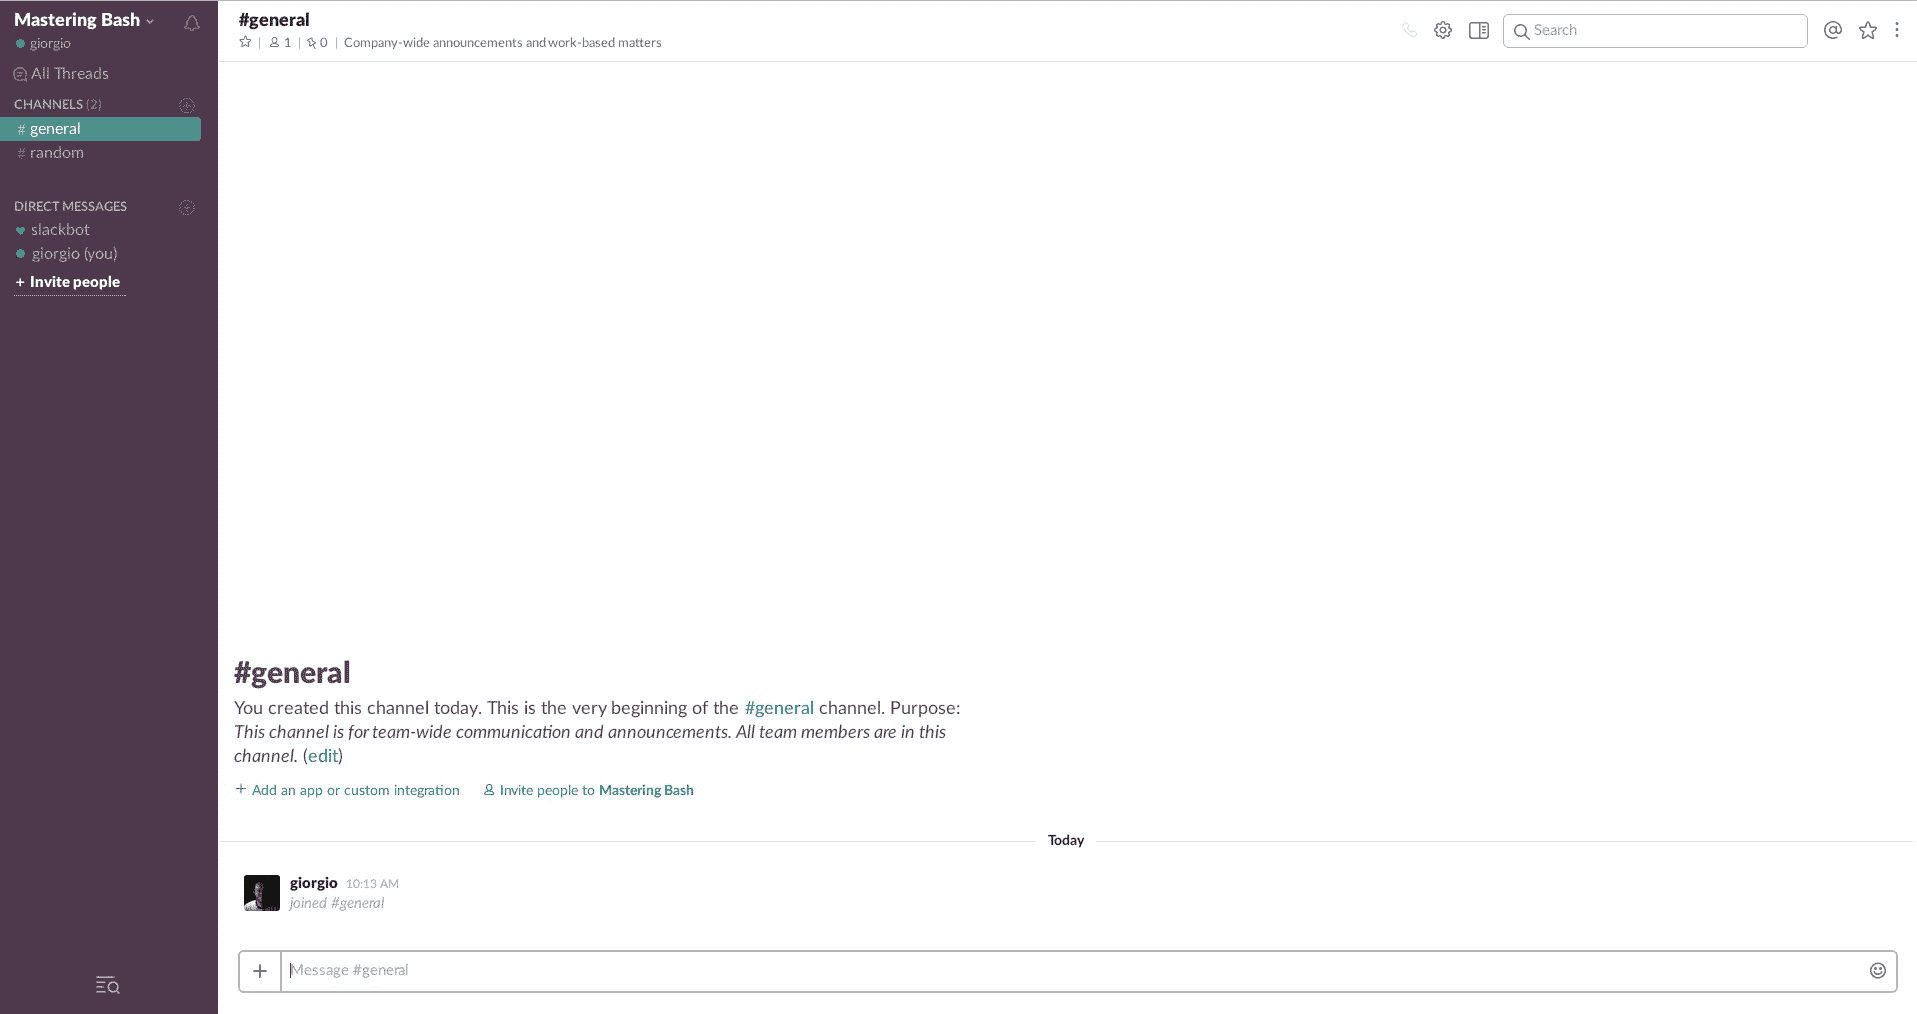 Mastering Bash
giorgio
All Threads
CHANNELS (2)
# general
# random
DIRECT MESSAGES
slackbot
giorgio (you)
+ Invite people
#general
1 | 0 | Company-wide announcements and work-based matters
Search
#general
You created this channel today. This is the very beginning of the #general channel. Purpose:
This channel is for team-wide communication and announcements. All team members are in this
channel. (edit)
+ Add an app or custom integration Invite people to Mastering Bash
Today
giorgio 10:13 AM
joined #general
+ Message #general